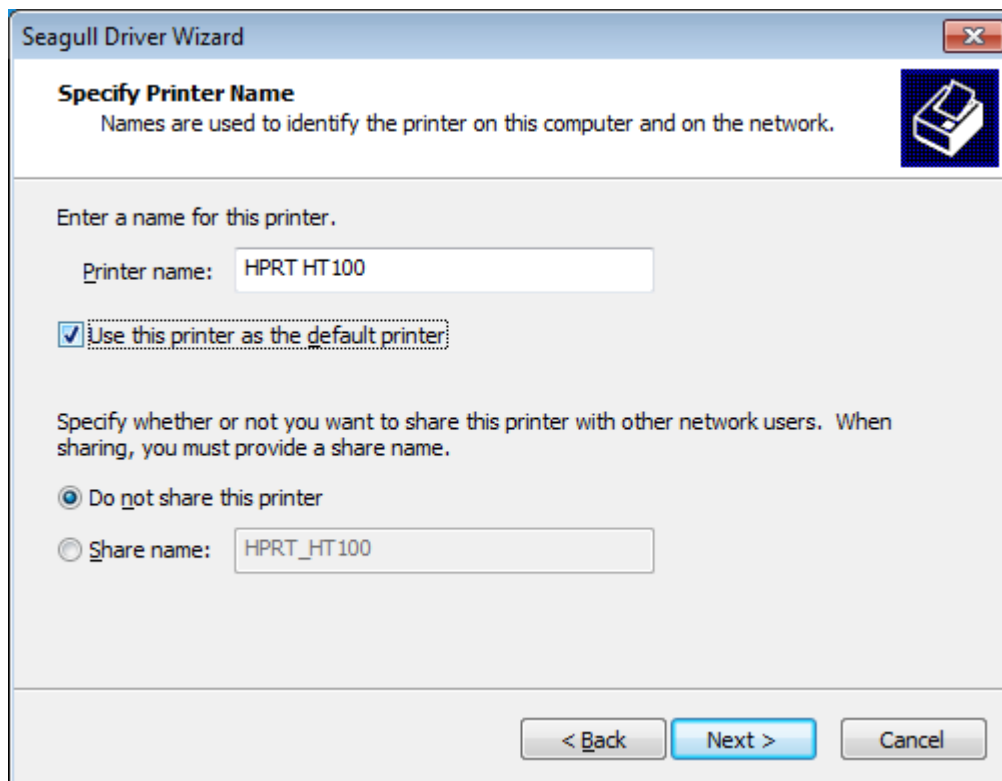 Seagull Driver Wizard
Specify Printer Name
Names are used to identify the printer on this computer and on the network.
Enter a name for this printer.
Printer name: HPRT HT100
Use this printer as the default printer
Specify whether or not you want to share this printer with other network users.  When
sharing, you must provide a share name.
Do not share this printer
Share name: HPRT_HT100
< Back Next > Cancel